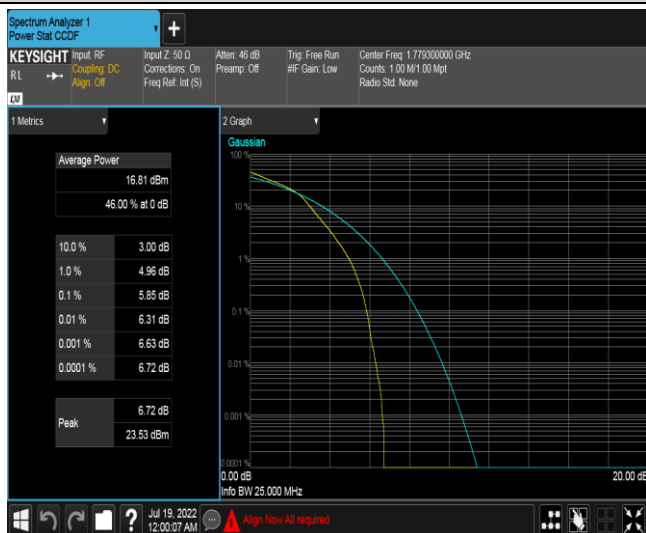 Spectrum Analyzer 1
Power Stat CCDF
KEYSIGHT
RL
LXI
Input: RF
Coupling: DC
Align: Off
Input Z: 50 Ω
Corrections: On
Freq Ref: Int (S)
Atten: 46 dB
Preamp: Off
Trig: Free Run
#IF Gain: Low
Center Freq: 1.779300000 GHz
Counts: 1.00 M/1.00 Mpt
Radio Std: None
1 Metrics
Average Power
16.81 dBm
46.00 % at 0 dB
10.0 % 3.00 dB
1.0 % 4.96 dB
0.1 % 5.85 dB
0.01 % 6.31 dB
0.001 % 6.63 dB
0.0001 % 6.72 dB
Peak
6.72 dB
23.53 dBm
2 Graph
Gaussian
100 %
10 %
1 %
0.1 %
0.01 %
0.001 %
0.0001 %
0.00 dB 20.00 dB
Info BW 25.000 MHz
?
Jul 19, 2022
12:00:07 AM
Align Now All required